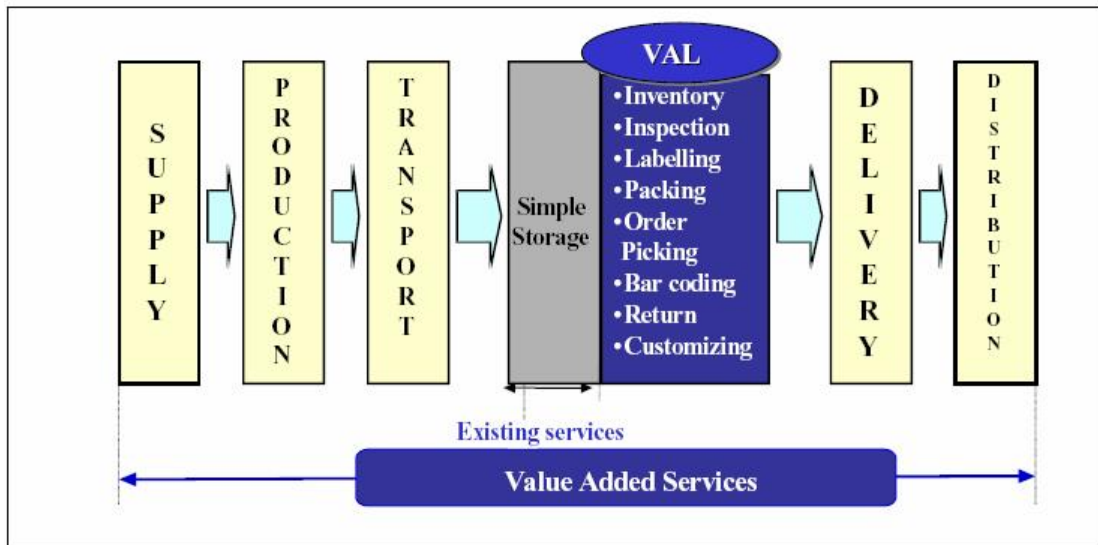 SUPPLY
PRODUCTION
TRANSPORT
Simple
Storage
VAL
•Inventory
•Inspection
•Labelling
•Packing
•Order
Picking
•Bar coding
•Return
•Customizing
DELIVERY
DISTRIBUTION
Existing services
Value Added Services